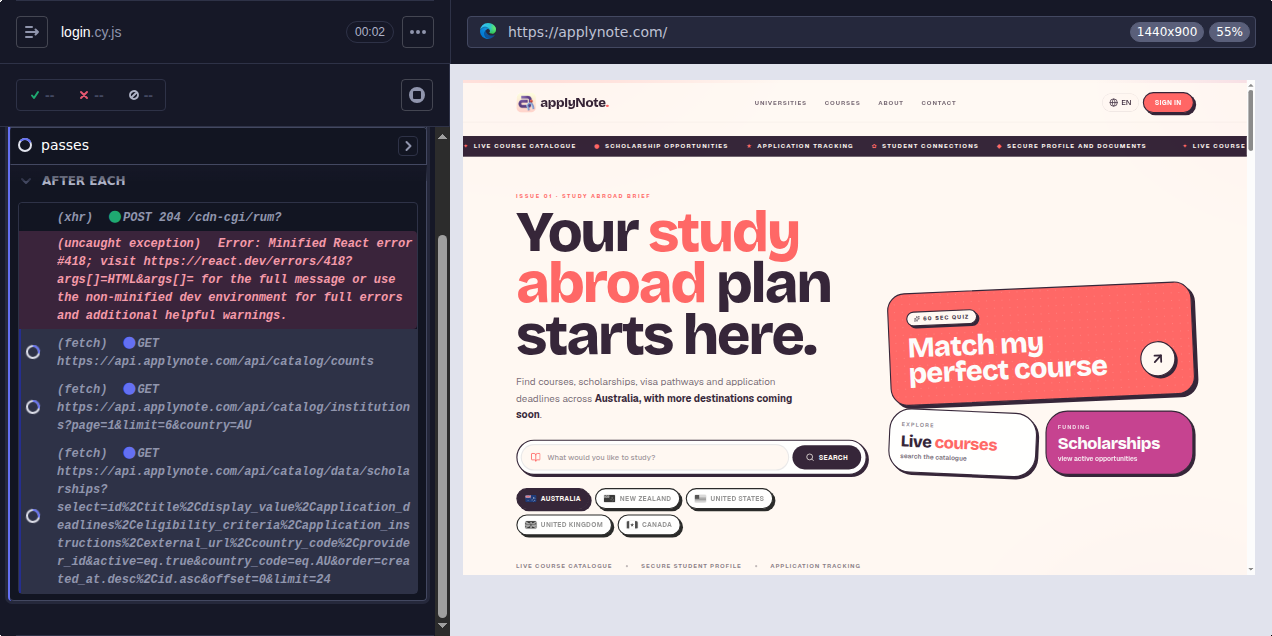 login.cy.js
00:02
https://applynote.com/
1440x900
55%
--
--
--
passes
AFTER EACH
(xhr) POST 204 /cdn-cgi/rum?
(uncaught exception) Error: Minified React error
#418; visit https://react.dev/errors/418?
args[]=HTML&args[]= for the full message or use
the non-minified dev environment for full errors
and additional helpful warnings.
(fetch) GET
https://api.applynote.com/api/catalog/counts
(fetch) GET
https://api.applynote.com/api/catalog/institution
s?page=1&limit=6&country=AU
(fetch) GET
https://api.applynote.com/api/catalog/data/schola
rships?
select=id%2Ctitle%2Cdisplay_value%2Capplication_d
eadlines%2Celigibility_criteria%2Capplication_ins
tructions%2Cexternal_url%2Ccountry_code%2Cprovide
r_id&active=eq.true&country_code=eq.AU&order=crea
ted_at.desc%2Cid.asc&offset=0&limit=24
applyNote.
UNIVERSITIES COURSES ABOUT CONTACT
EN
SIGN IN
LIVE COURSE CATALOGUE SCHOLARSHIP OPPORTUNITIES APPLICATION TRACKING STUDENT CONNECTIONS SECURE PROFILE AND DOCUMENTS LIVE COURSE
ISSUE 01 · STUDY ABROAD BRIEF
Your study
abroad plan
starts here.
Find courses, scholarships, visa pathways and application
deadlines across Australia, with more destinations coming
soon.
What would you like to study?
SEARCH
AUSTRALIA NEW ZEALAND UNITED STATES
UNITED KINGDOM CANADA
LIVE COURSE CATALOGUE • SECURE STUDENT PROFILE • APPLICATION TRACKING
60 SEC QUIZ
Match my
perfect course
EXPLORE
Live courses
search the catalogue
FUNDING
Scholarships
view active opportunities